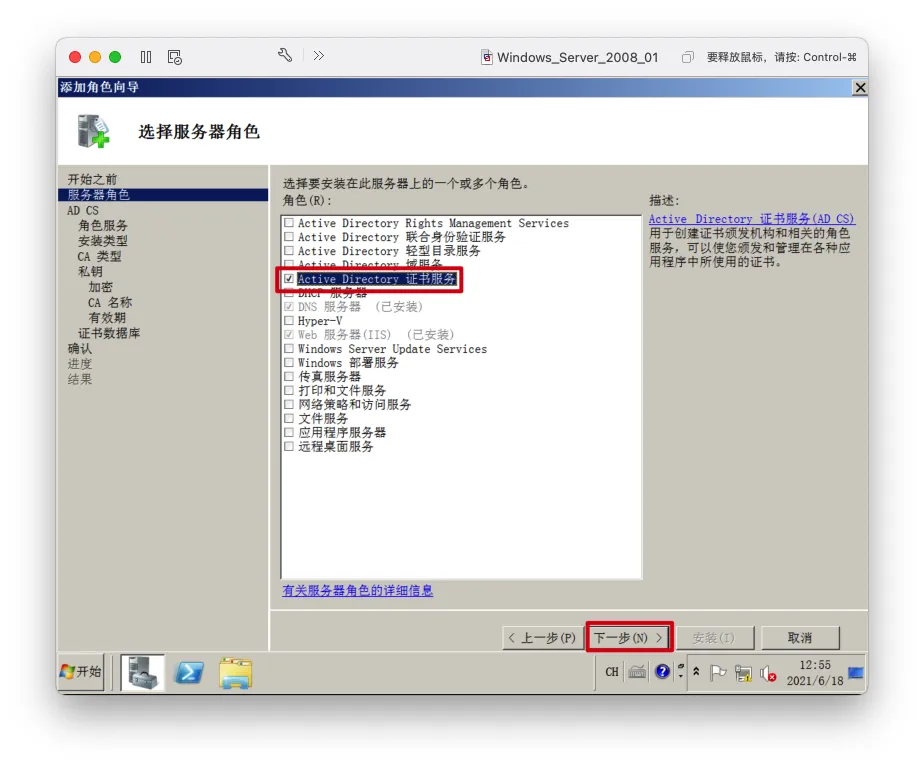 Windows_Server_2008_01
要释放鼠标，请按: Control-⌘
添加角色向导
选择服务器角色
开始之前
服务器角色
AD CS
角色服务
安装类型
CA 类型
私钥
加密
CA 名称
有效期
证书数据库
确认
进度
结果
选择要安装在此服务器上的一个或多个角色。
角色(R):
Active Directory Rights Management Services
Active Directory 联合身份验证服务
Active Directory 轻型目录服务
Active Directory 域服务
Active Directory 证书服务
DHCP 服务器
DNS 服务器 (已安装)
Hyper-V
Web 服务器(IIS) (已安装)
Windows Server Update Services
Windows 部署服务
传真服务器
打印和文件服务
网络策略和访问服务
文件服务
应用程序服务器
远程桌面服务
有关服务器角色的详细信息
描述:
Active Directory 证书服务(AD CS)
用于创建证书颁发机构和相关的角色
服务，可以使您颁发和管理在各种应
用程序中所使用的证书。
< 上一步(P)
下一步(N) >
安装(I)
取消
开始
CH
12:55
2021/6/18